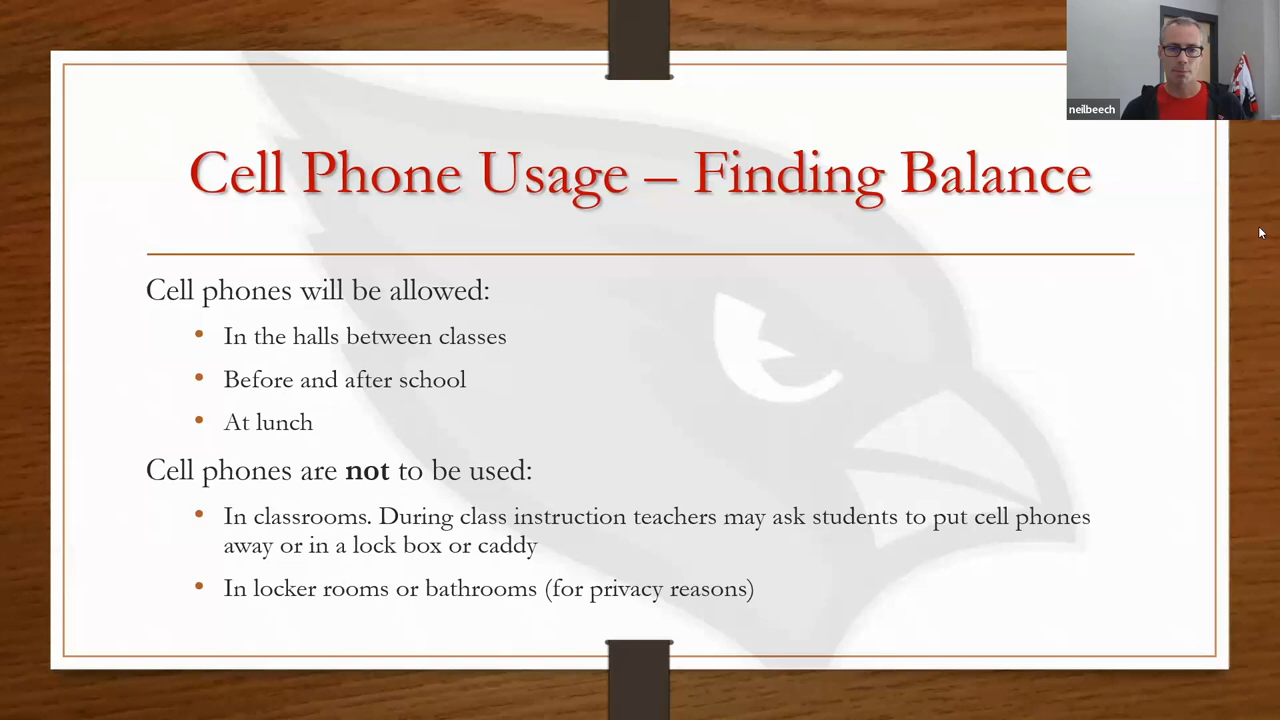 neilbeech
Cell Phone Usage – Finding Balance
Cell phones will be allowed:
• In the halls between classes
• Before and after school
• At lunch
Cell phones are not to be used:
• In classrooms. During class instruction teachers may ask students to put cell phones
away or in a lock box or caddy
• In locker rooms or bathrooms (for privacy reasons)